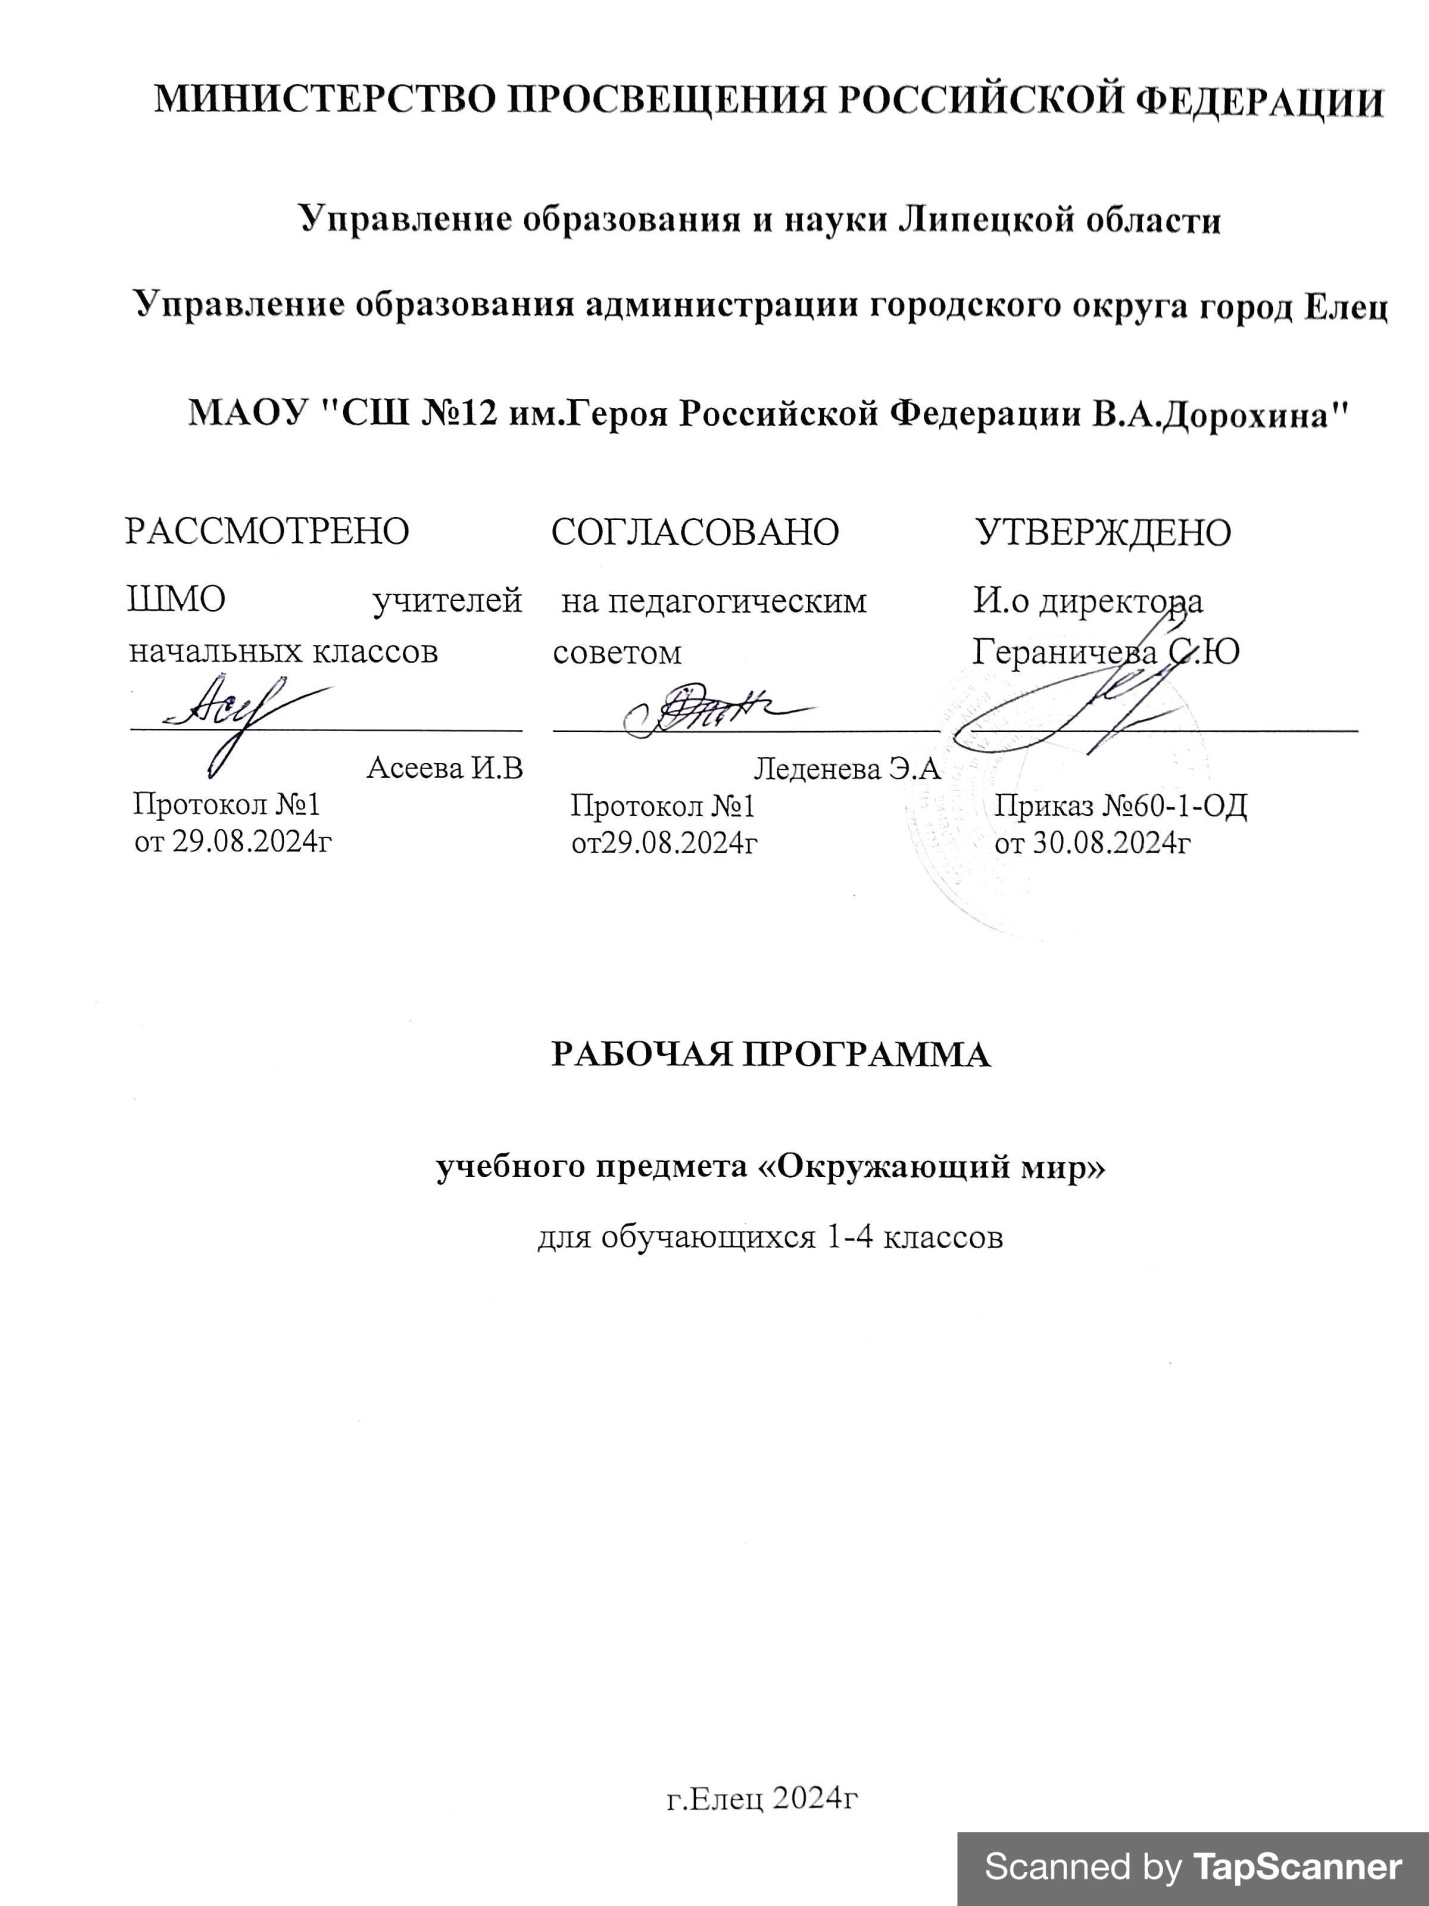 МИНИСТЕРСТВО ПРОСВЕЩЕНИЯ РОССИЙСКОЙ ФЕДЕРАЦИИ
Управление образования и науки Липецкой области
Управление образования администрации городского округа город Елец
МАОУ "СШ №12 им.Героя Российской Федерации В.А.Дорохина"
РАССМОТРЕНО
ШМО учителей
начальных классов
Асеева И.В
Протокол №1
от 29.08.2024г
СОГЛАСОВАНО
на педагогическим
советом
Леденева Э.А
Протокол №1
от29.08.2024г
УТВЕРЖДЕНО
И.о директора
Гераничева С.Ю
Приказ №60-1-ОД
от 30.08.2024г
РАБОЧАЯ ПРОГРАММА
учебного предмета «Окружающий мир»
для обучающихся 1-4 классов
г.Елец 2024г
Scanned by TapScanner